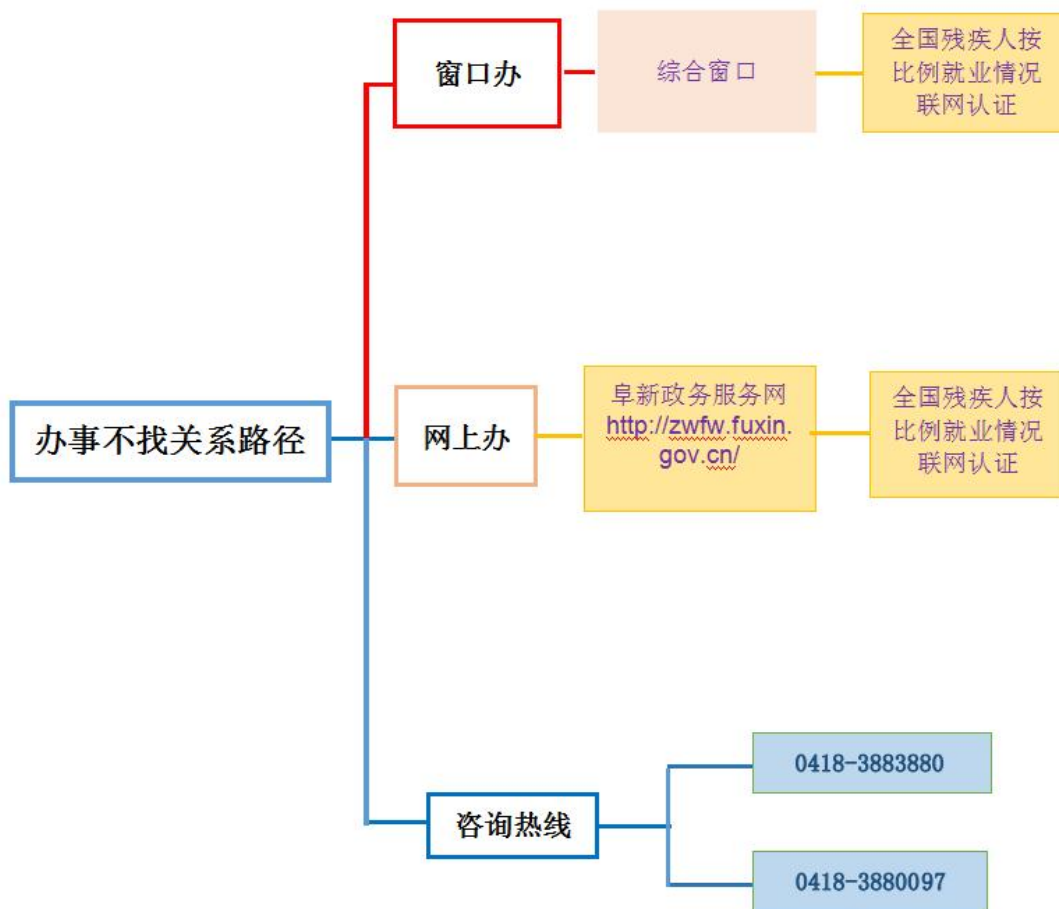 窗口办
综合窗口
全国残疾人按
比例就业情况
联网认证
办事不找关系路径
网上办
阜新政务服务网
http://zwfw.fuxin.
gov.cn/
全国残疾人按
比例就业情况
联网认证
咨询热线
0418-3883880
0418-3880097